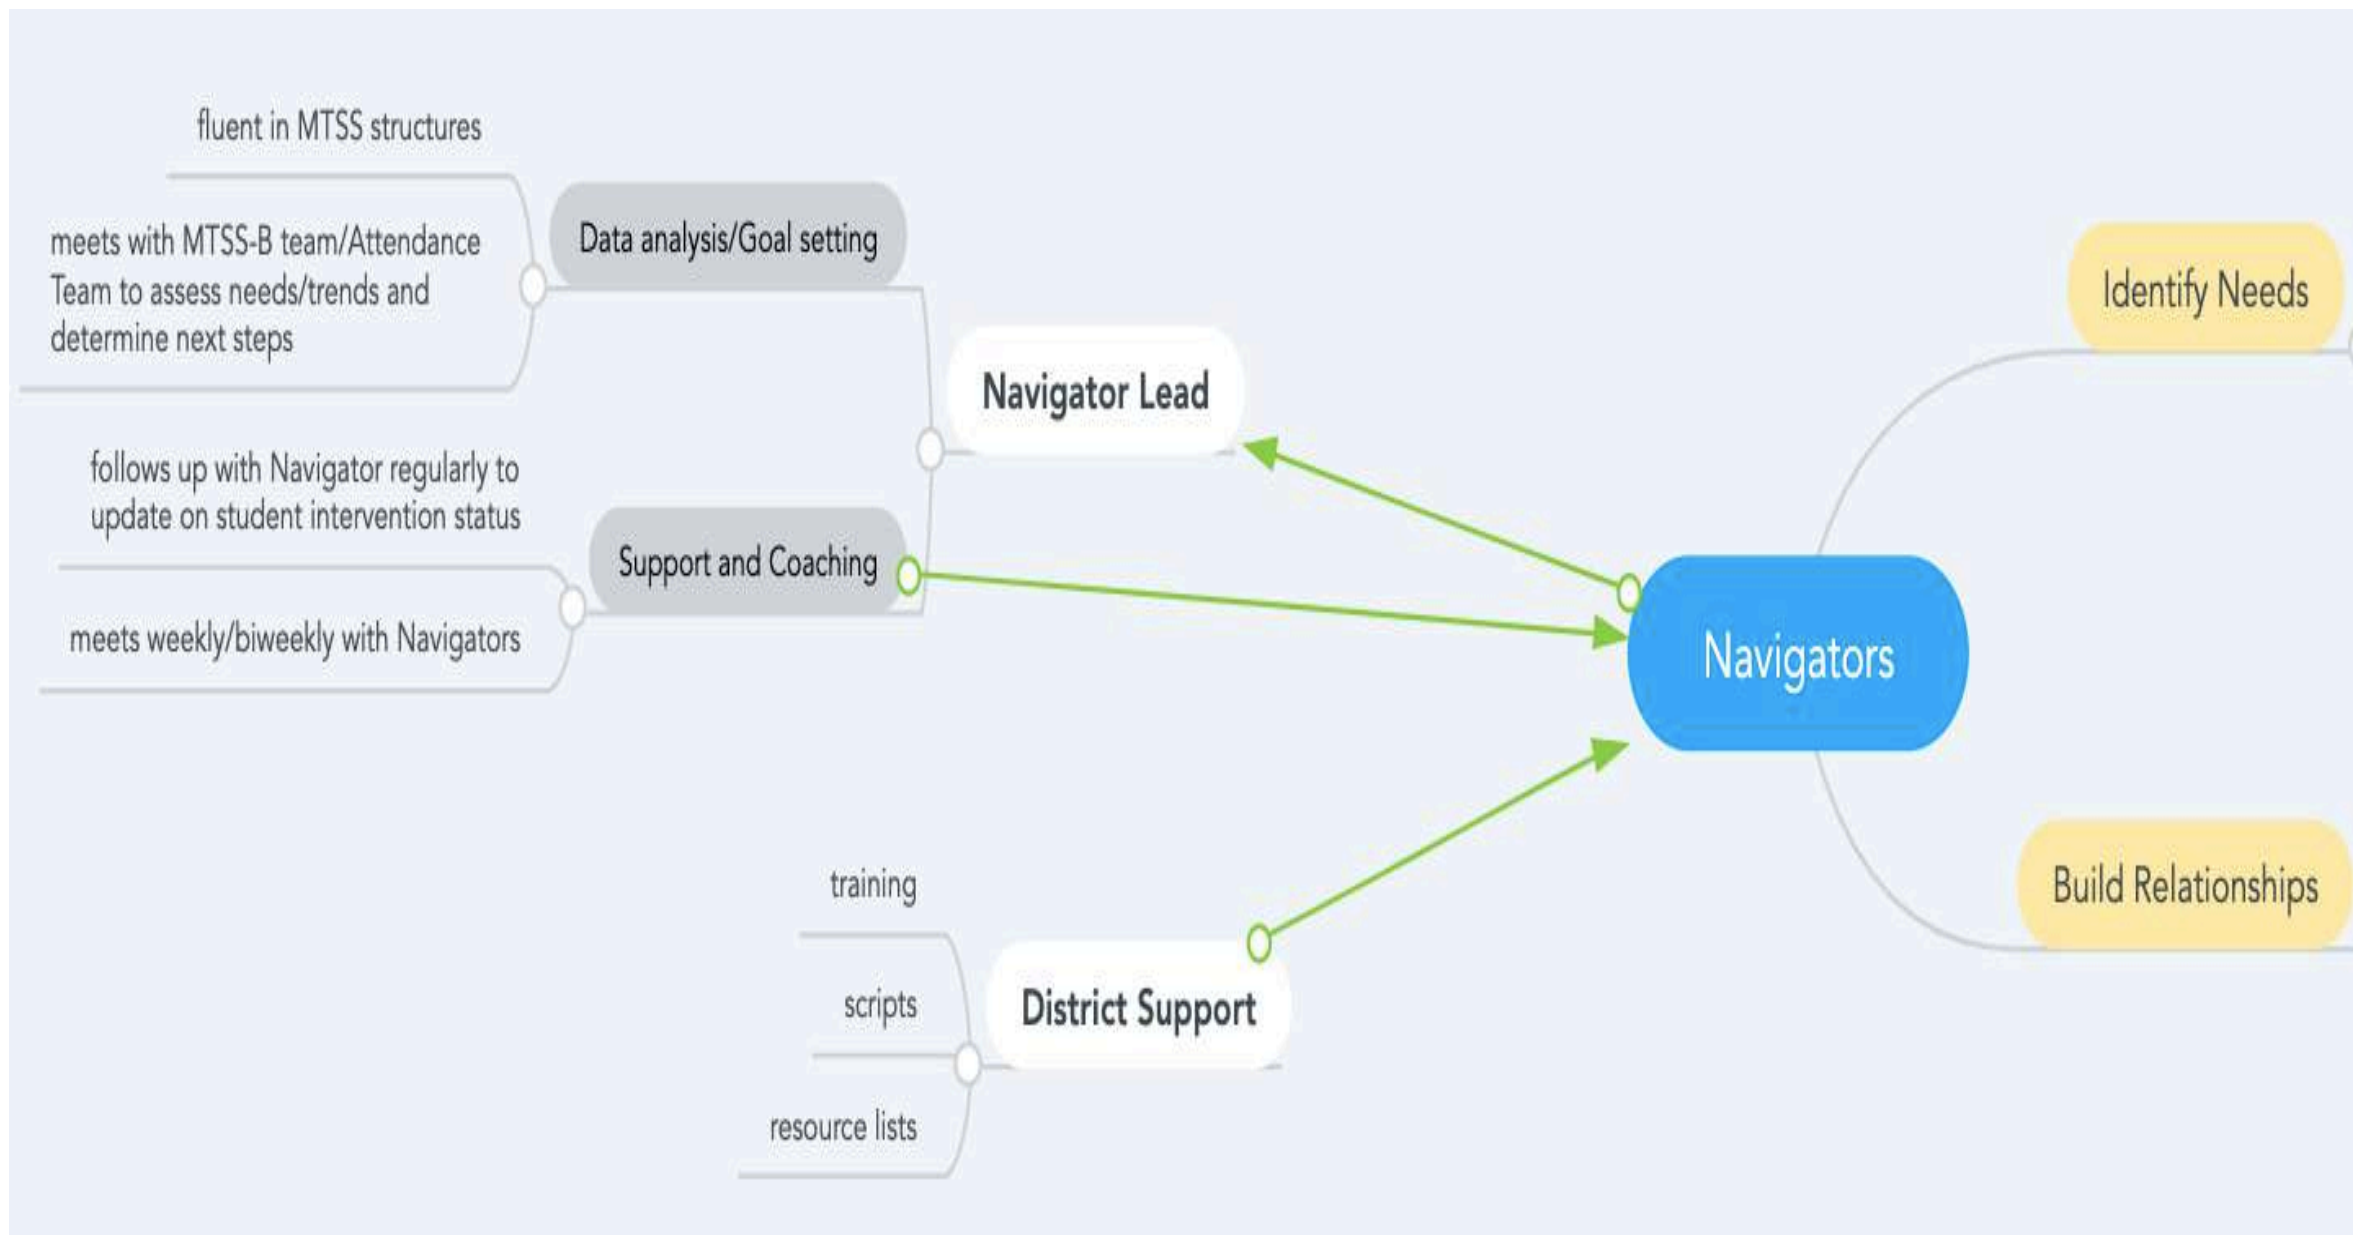 fluent in MTSS structures
meets with MTSS-B team/Attendance
Team to assess needs/trends and
determine next steps
Data analysis/Goal setting
follows up with Navigator regularly to
update on student intervention status
meets weekly/biweekly with Navigators
Support and Coaching
Navigator Lead
training
scripts
resource lists
District Support
Navigators
Identify Needs
Build Relationships